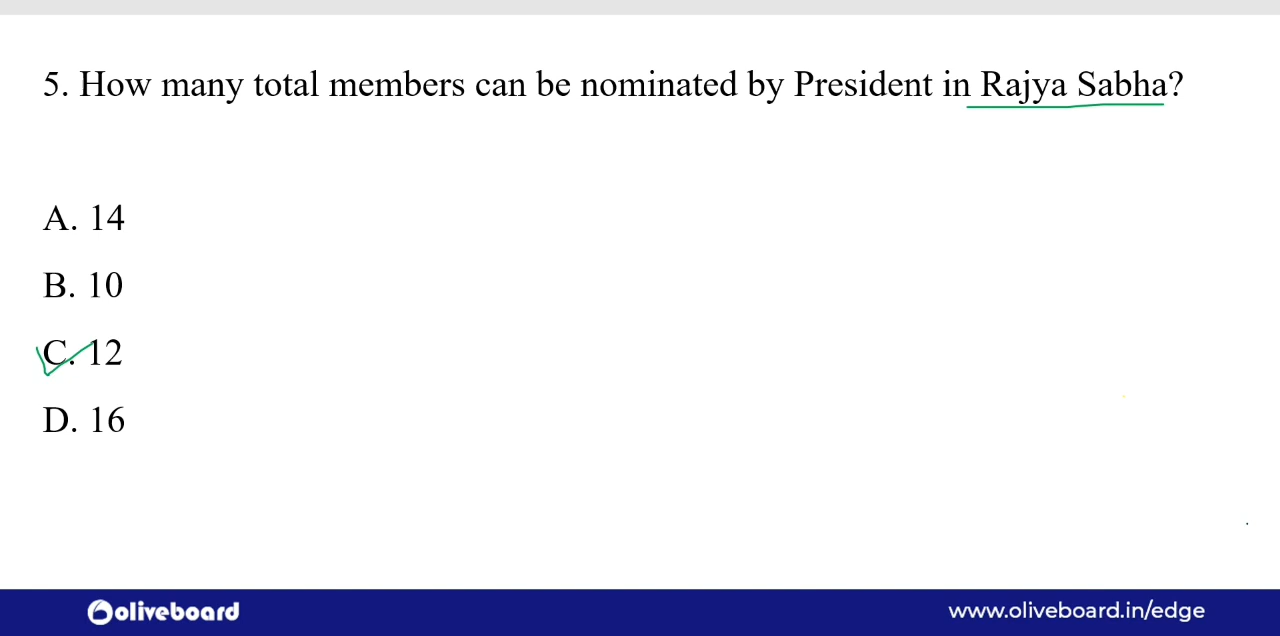 5. How many total members can be nominated by President in Rajya Sabha?
A. 14
B. 10
C. 12
D. 16
oliveboard
www.oliveboard.in/edge